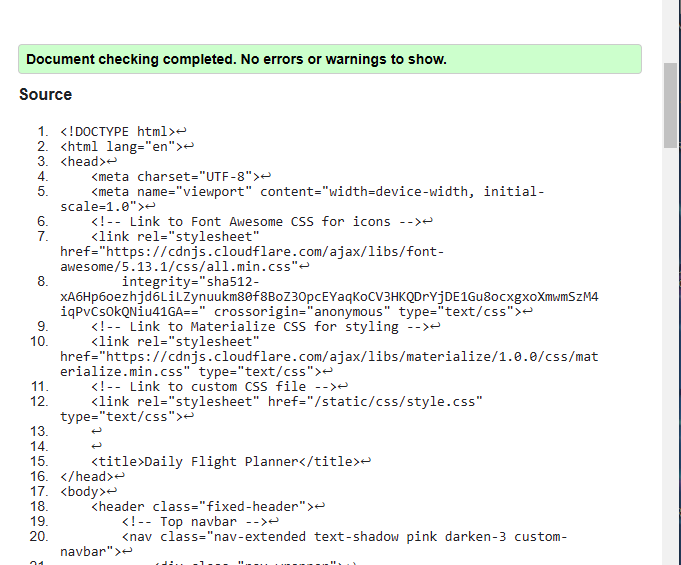 Document checking completed. No errors or warnings to show.
Source
1. <!DOCTYPE html>↩
2. <html lang="en">↩
3. <head>↩
4. <meta charset="UTF-8">↩
5. <meta name="viewport" content="width=device-width, initial-
scale=1.0">↩
6. <!-- Link to Font Awesome CSS for icons -->↩
7. <link rel="stylesheet"
href="https://cdnjs.cloudflare.com/ajax/libs/font-
awesome/5.13.1/css/all.min.css"↩
8. integrity="sha512-
xA6Hp6oezhjd6LiLZynuukm80f8BoZ3OpcEYaqKoCV3HKQDrYjDE1Gu8ocxgxoXmwmSzM4
iqPvCsOkQNiu41GA==" crossorigin="anonymous" type="text/css">↩
9. <!-- Link to Materialize CSS for styling -->↩
10. <link rel="stylesheet"
href="https://cdnjs.cloudflare.com/ajax/libs/materialize/1.0.0/css/mat
erialize.min.css" type="text/css">↩
11. <!-- Link to custom CSS file -->↩
12. <link rel="stylesheet" href="/static/css/style.css"
type="text/css">↩
13. ↩
14. ↩
15. <title>Daily Flight Planner</title>↩
16. </head>↩
17. <body>↩
18. <header class="fixed-header">↩
19. <!-- Top navbar -->↩
20. <nav class="nav-extended text-shadow pink darken-3 custom-
navbar">↩